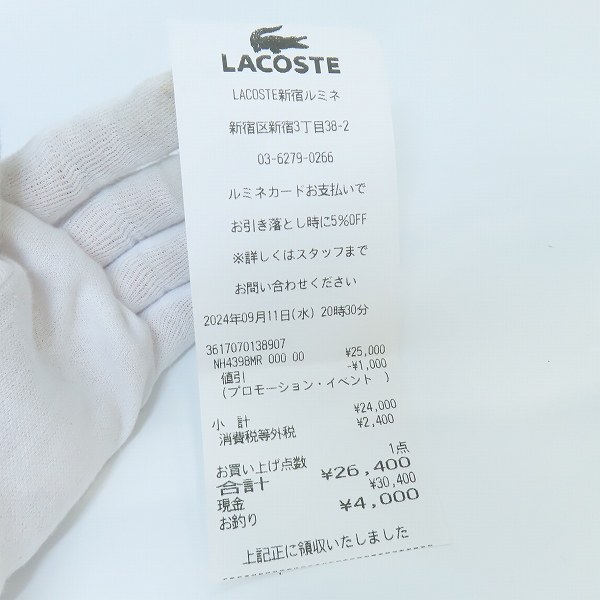 LACOSTE
LACOSTE新宿ルミネ
新宿区新宿3丁目38-2
03-6279-0266
ルミネカードお支払いで
お引き落とし時に5%OFF
※詳しくはスタッフまで
お問い合わせください
2024年09月11日(水) 20時30分
3617070138907
NH4398MR 000 00 ¥25,000
値引 -¥1,000
(プロモーション・イベント )
小 計 ¥24,000
消費税等外税 ¥2,400
お買い上げ点数 1点
合計 ¥26,400
現金 ¥30,400
お釣り ¥4,000
上記正に領収いたしました